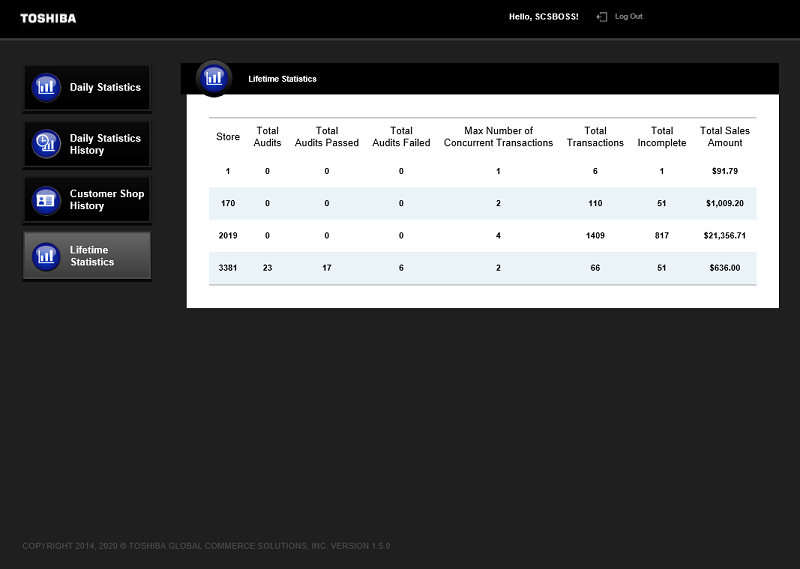 TOSHIBA
Hello, SCSBOSS!
Log Out
Daily Statistics
Daily Statistics
History
Customer Shop
History
Lifetime
Statistics
Lifetime Statistics
Store Total Audits Total Audits Passed Total Audits Failed Max Number of Concurrent Transactions Total Transactions Total Incomplete Total Sales Amount
1 0 0 0 1 6 1 $91.79
170 0 0 0 2 110 51 $1,009.20
2019 0 0 0 4 1409 817 $21,356.71
3381 23 17 6 2 66 51 $636.00
COPYRIGHT 2014, 2020 © TOSHIBA GLOBAL COMMERCE SOLUTIONS, INC. VERSION 1.5.0